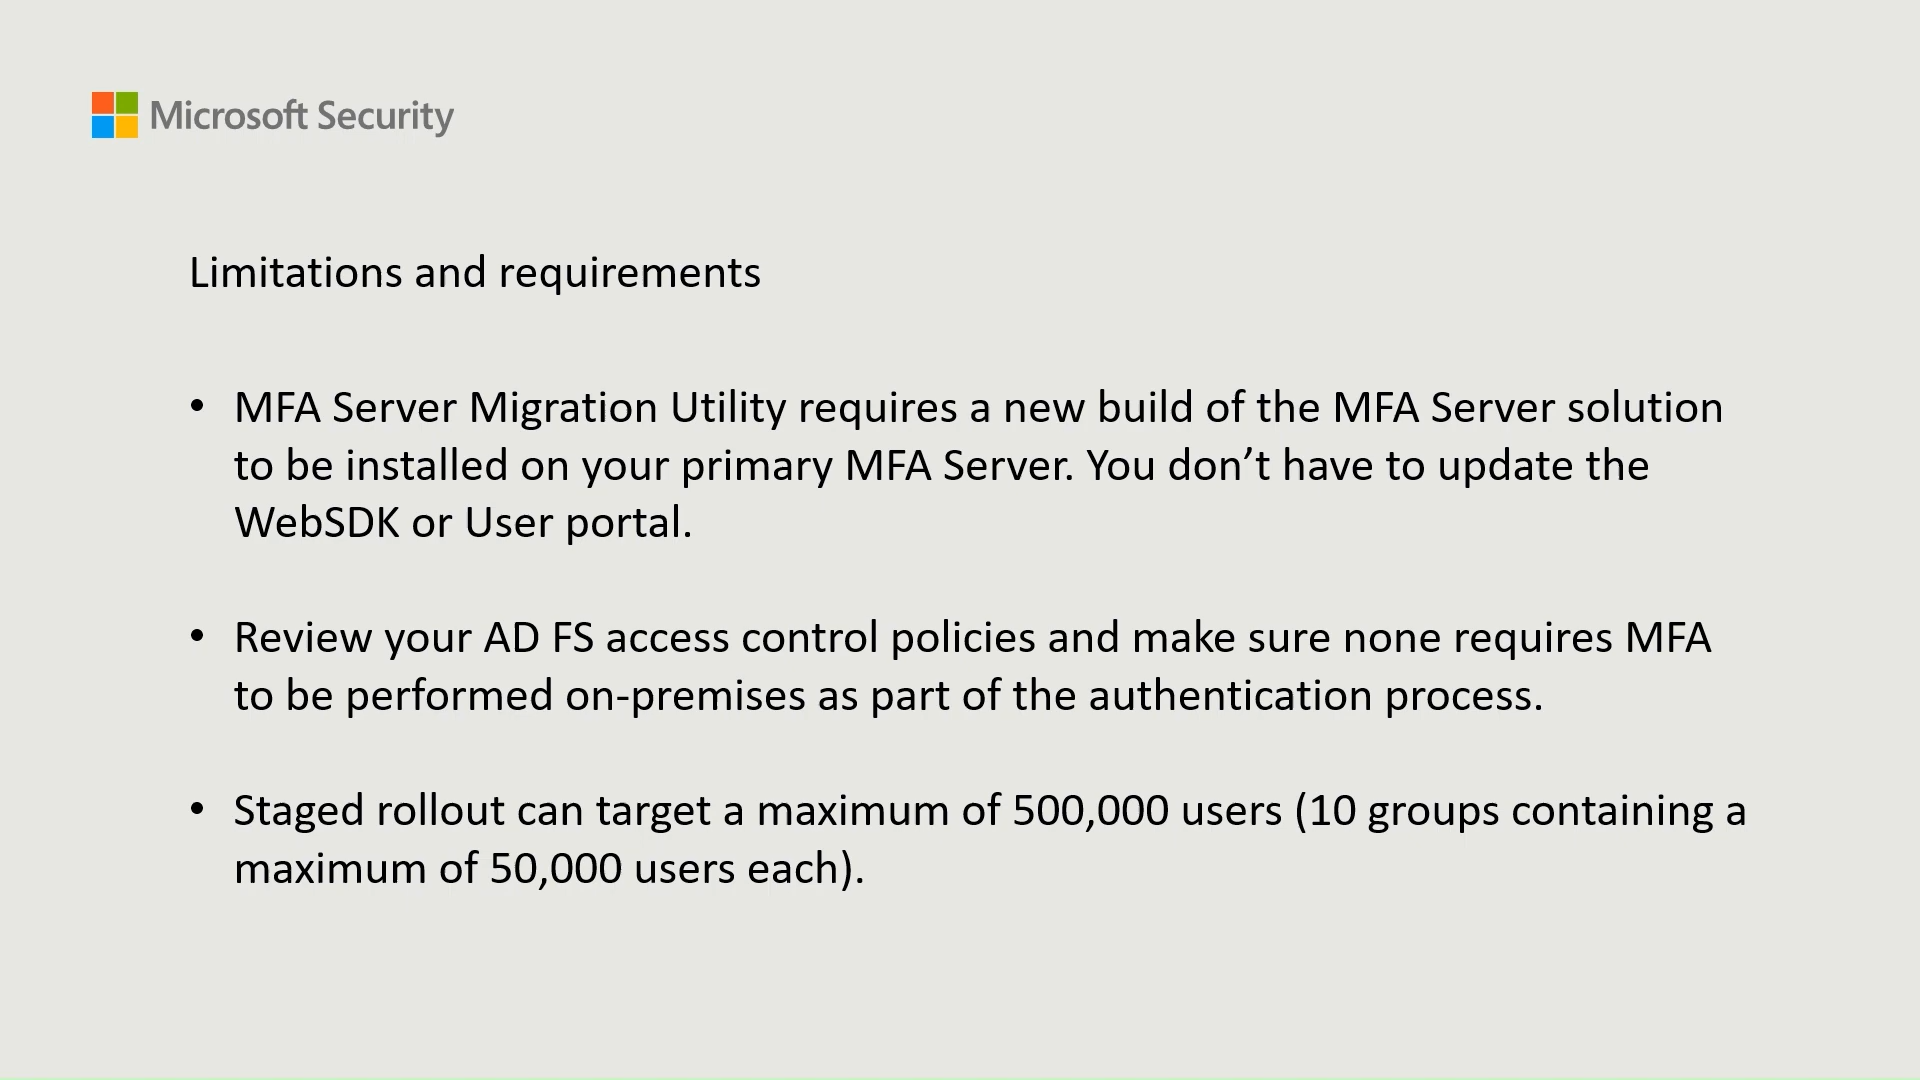 Microsoft Security
Limitations and requirements
• MFA Server Migration Utility requires a new build of the MFA Server solution
to be installed on your primary MFA Server. You don’t have to update the
WebSDK or User portal.
• Review your AD FS access control policies and make sure none requires MFA
to be performed on-premises as part of the authentication process.
• Staged rollout can target a maximum of 500,000 users (10 groups containing a
maximum of 50,000 users each).